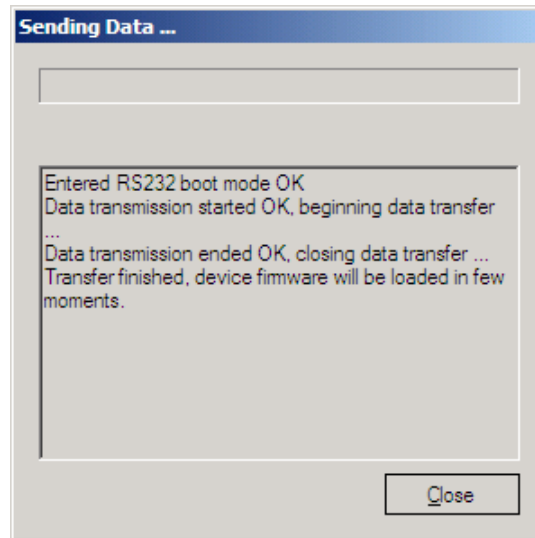 Sending Data ...
Entered RS232 boot mode OK
Data transmission started OK, beginning data transfer
...
Data transmission ended OK, closing data transfer ...
Transfer finished, device firmware will be loaded in few
moments.
Close